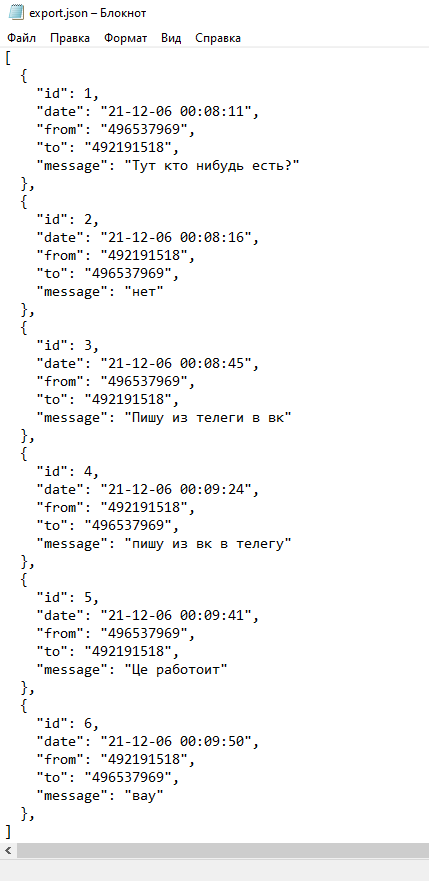 export.json – Блокнот
Файл Правка Формат Вид Справка
[
  {
    "id": 1,
    "date": "21-12-06 00:08:11",
    "from": "496537969",
    "to": "492191518",
    "message": "Тут кто нибудь есть?"
  },
  {
    "id": 2,
    "date": "21-12-06 00:08:16",
    "from": "492191518",
    "to": "496537969",
    "message": "нет"
  },
  {
    "id": 3,
    "date": "21-12-06 00:08:45",
    "from": "496537969",
    "to": "492191518",
    "message": "Пишу из телеги в вк"
  },
  {
    "id": 4,
    "date": "21-12-06 00:09:24",
    "from": "492191518",
    "to": "496537969",
    "message": "пишу из вк в телегу"
  },
  {
    "id": 5,
    "date": "21-12-06 00:09:41",
    "from": "496537969",
    "to": "492191518",
    "message": "Це работоит"
  },
  {
    "id": 6,
    "date": "21-12-06 00:09:50",
    "from": "492191518",
    "to": "496537969",
    "message": "вау"
  },
]